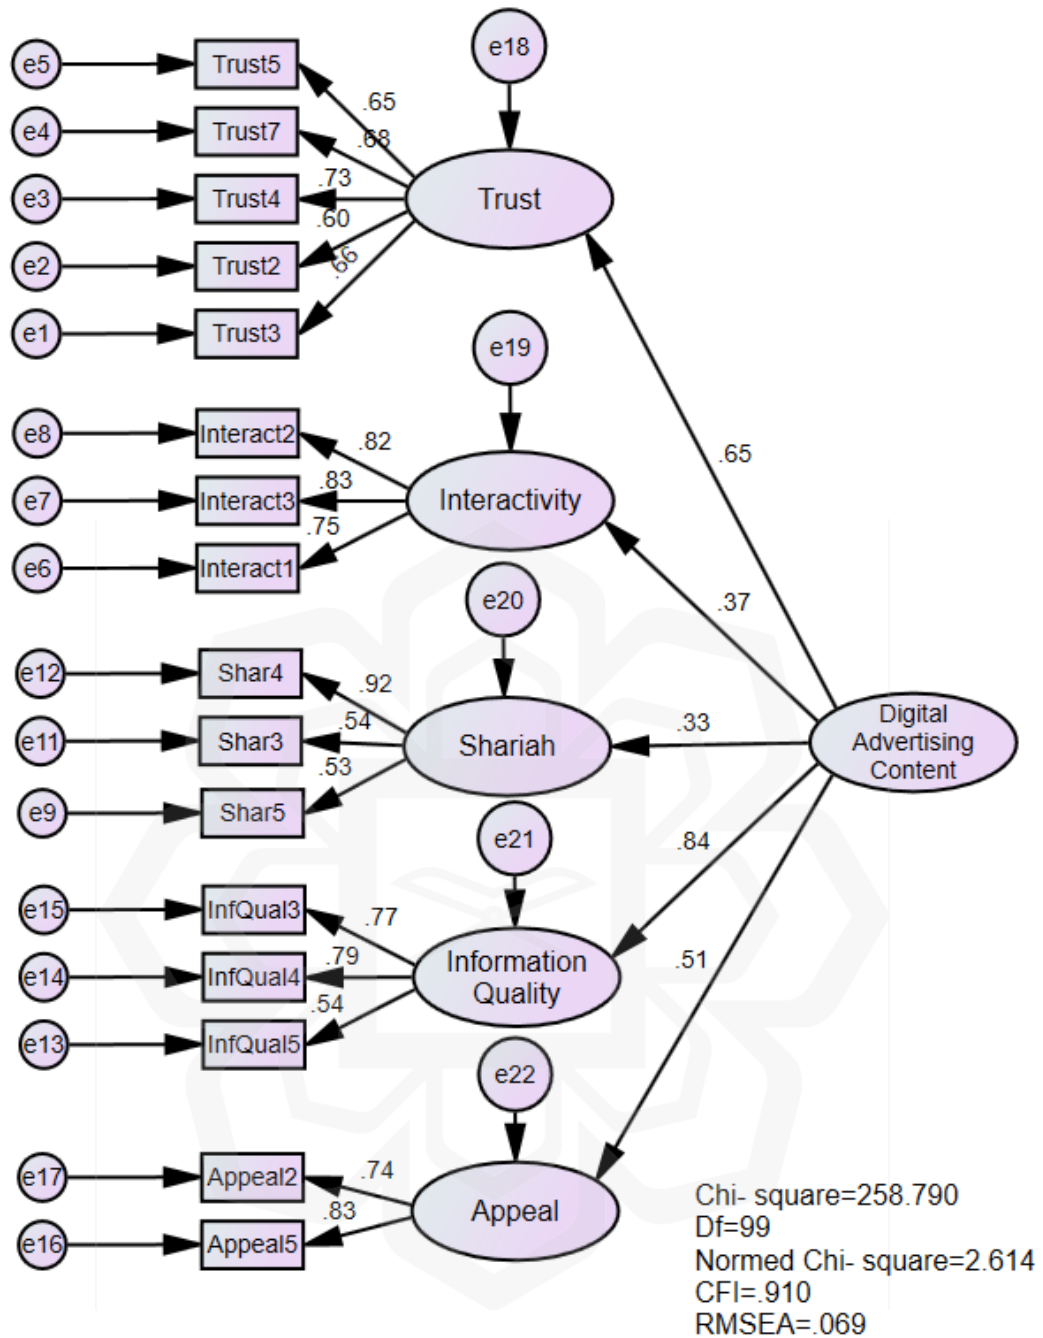 e18
e5
Trust5
.65
e4
Trust7
.68
e3
Trust4
.73
Trust
.60
e2
Trust2
.66
e1
Trust3
e19
e8
Interact2
.82
.65
e7
Interact3
.83
Interactivity
.75
e6
Interact1
e20
.37
e12
Shar4
.92
e11
Shar3
.54
Shariah
.33
Digital
Advertising
Content
.53
e9
Shar5
e21
.84
e15
InfQual3
.77
e14
InfQual4
.79
Information
Quality
.51
.54
e13
InfQual5
e22
e17
Appeal2
.74
.83
Appeal
e16
Appeal5
Chi- square=258.790
Df=99
Normed Chi- square=2.614
CFI=.910
RMSEA=.069